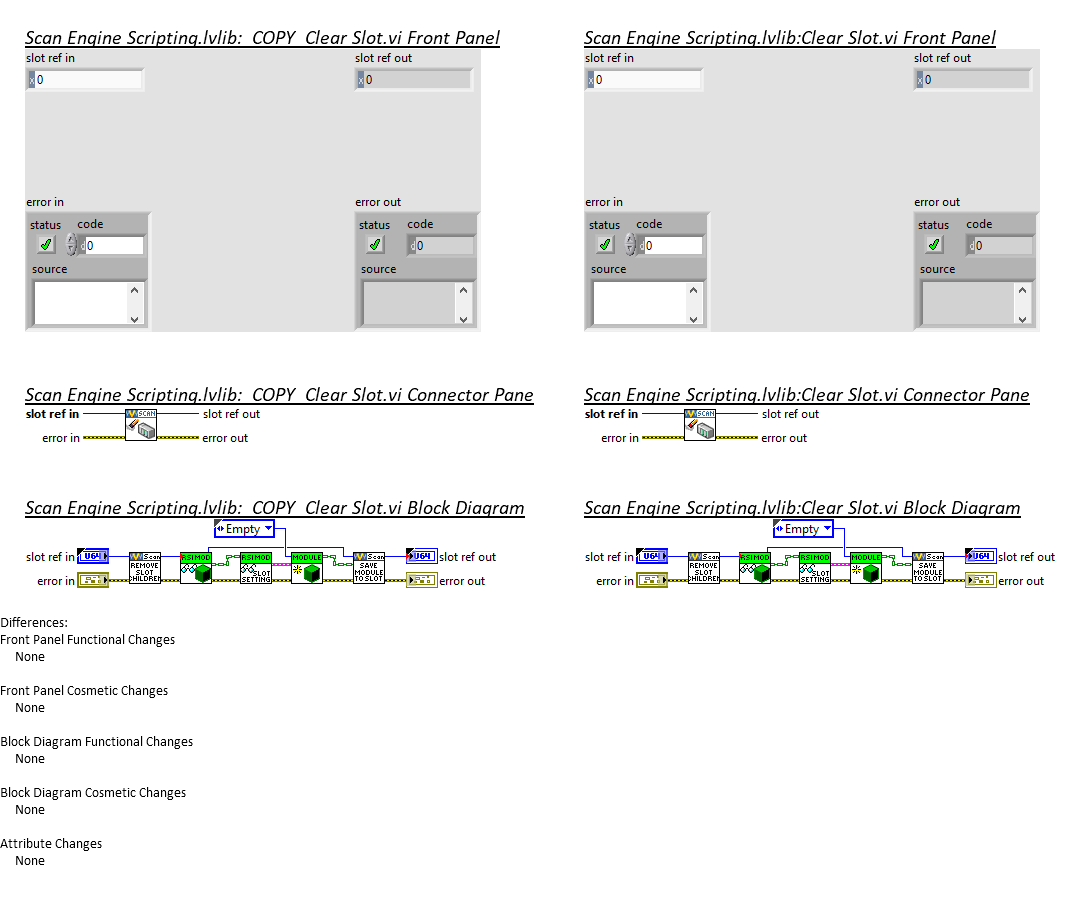 Scan Engine Scripting.lvlib:_COPY_Clear Slot.vi Front Panel
slot ref in
slot ref out
x 0
x 0
error in
error out
status
code
status
code
d 0
d 0
source
source
Scan Engine Scripting.lvlib:Clear Slot.vi Front Panel
slot ref in
slot ref out
x 0
x 0
error in
error out
status
code
status
code
d 0
d 0
source
source
Scan Engine Scripting.lvlib:_COPY_Clear Slot.vi Connector Pane
slot ref in
SCAN
slot ref out
error in
error out
Scan Engine Scripting.lvlib:Clear Slot.vi Connector Pane
slot ref in
SCAN
slot ref out
error in
error out
Scan Engine Scripting.lvlib:_COPY_Clear Slot.vi Block Diagram
Empty
slot ref in
U64
Scan
REMOVE
SLOT
CHILDREN
RSIMOD
RSIMOD
SLOT
SETTING
MODULE
Scan
SAVE
MODULE
TO SLOT
U64
slot ref out
error in
error out
Scan Engine Scripting.lvlib:Clear Slot.vi Block Diagram
Empty
slot ref in
U64
Scan
REMOVE
SLOT
CHILDREN
RSIMOD
RSIMOD
SLOT
SETTING
MODULE
Scan
SAVE
MODULE
TO SLOT
U64
slot ref out
error in
error out
Differences:
Front Panel Functional Changes
None
Front Panel Cosmetic Changes
None
Block Diagram Functional Changes
None
Block Diagram Cosmetic Changes
None
Attribute Changes
None